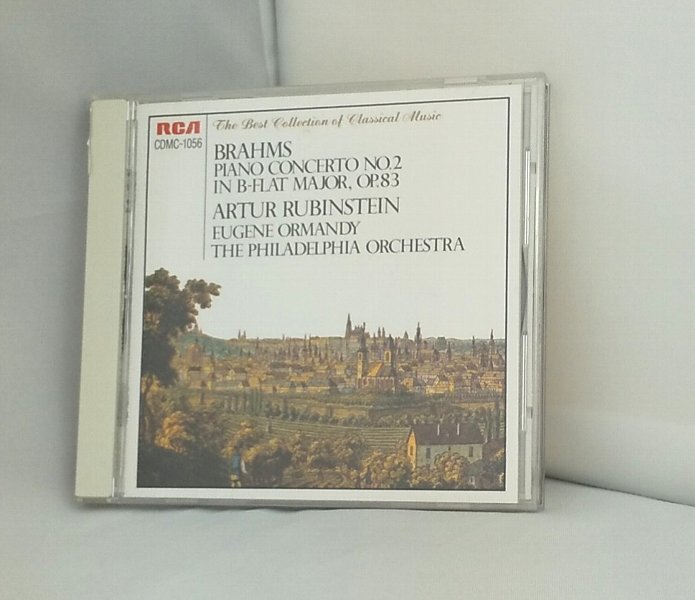 RCA
CDMC-1056
The Best Collection of Classical Music
BRAHMS
PIANO CONCERTO NO.2
IN B-FLAT MAJOR, OP.83
ARTUR RUBINSTEIN
EUGENE ORMANDY
THE PHILADELPHIA ORCHESTRA